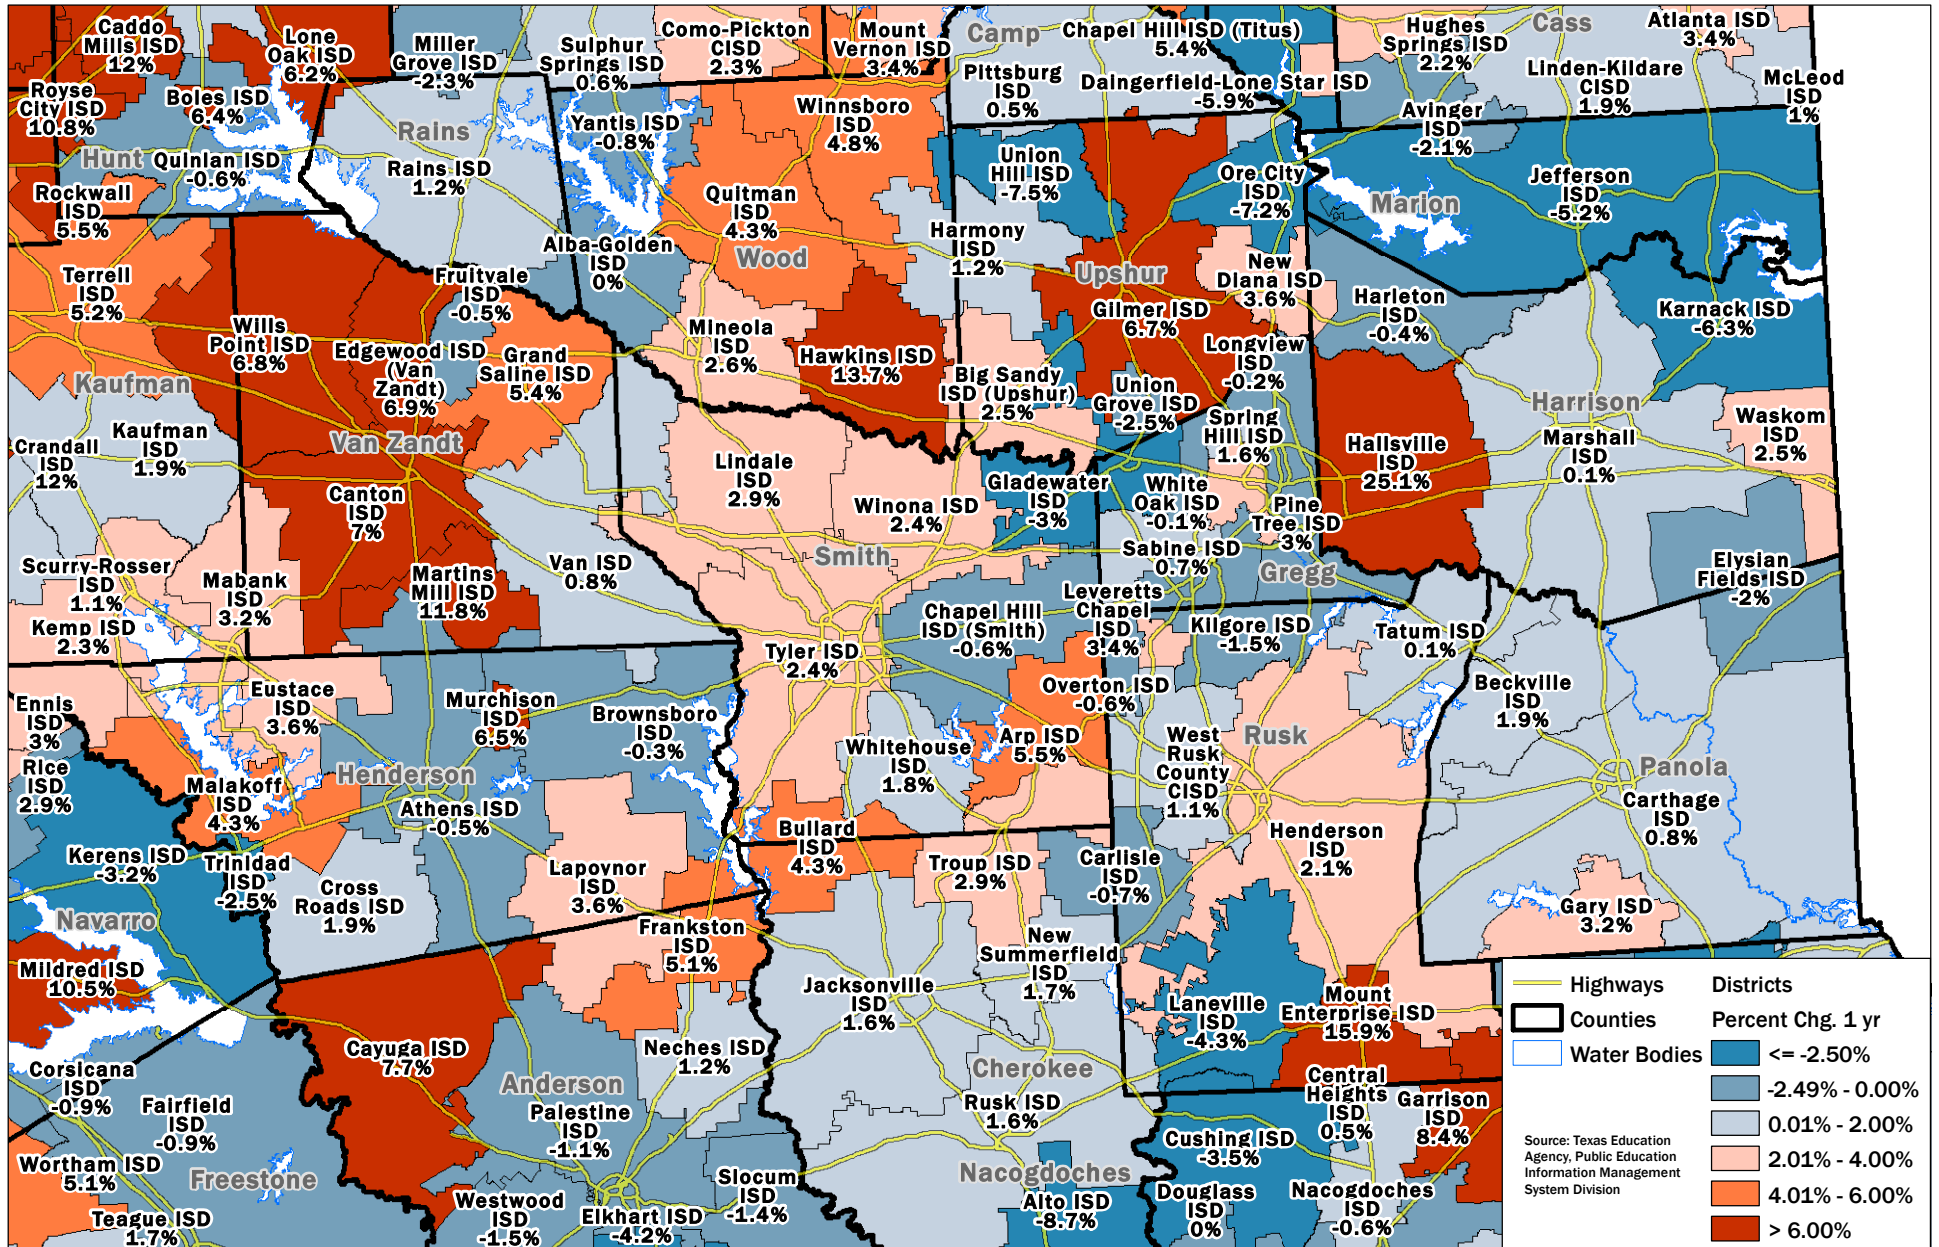 Caddo
Mills ISD
12%
Lone
Oak ISD
6.2%
Miller
Grove ISD
-2.3%
Sulphur
Springs ISD
0.6%
Como-Pickton
CISD
2.3%
Mount
Vernon ISD
3.4%
Camp
Chapel Hill ISD (Titus)
5.4%
Hughes
Springs ISD
2.2%
Cass
Atlanta ISD
3.4%
Royse
City ISD
10.8%
Boles ISD
6.4%
Rains
Yantis ISD
-0.8%
Winnsboro
ISD
4.8%
Pittsburg
ISD
0.5%
Daingerfield-Lone Star ISD
-5.9%
Linden-Kildare
CISD
1.9%
McLeod
ISD
1%
Avinger
ISD
-2.1%
Hunt
Quinlan ISD
-0.6%
Rains ISD
1.2%
Union
Hill ISD
-7.5%
Ore City
ISD
-7.2%
Jefferson
ISD
-5.2%
Marion
Rockwall
ISD
5.5%
Quitman
ISD
4.3%
Wood
Alba-Golden
ISD
0%
Harmony
ISD
1.2%
Upshur
New
Diana ISD
3.6%
Terrell
ISD
5.2%
Fruitvale
ISD
-0.5%
Harleton
ISD
-0.4%
Karnack ISD
-6.3%
Wills
Point ISD
6.8%
Edgewood ISD
(Van
Zandt)
6.9%
Grand
Saline ISD
5.4%
Mineola
ISD
2.6%
Hawkins ISD
13.7%
Gilmer ISD
6.7%
Longview
ISD
-0.2%
Kaufman
Big Sandy
ISD (Upshur)
2.5%
Union
Grove ISD
-2.5%
Spring
Hill ISD
1.6%
Harrison
Waskom
ISD
2.5%
Crandall
ISD
12%
Kaufman
ISD
1.9%
Van Zandt
Hallsville
ISD
25.1%
Marshall
ISD
0.1%
Canton
ISD
7%
Lindale
ISD
2.9%
Winona ISD
2.4%
Gladewater
ISD
-3%
White
Oak ISD
-0.1%
Pine
Tree ISD
3%
Scurry-Rosser
ISD
1.1%
Mabank
ISD
3.2%
Martins
Mill ISD
11.8%
Van ISD
0.8%
Smith
Sabine ISD
0.7%
Gregg
Elysian
Fields ISD
-2%
Kemp ISD
2.3%
Chapel Hill
ISD (Smith)
-0.6%
Leveretts
Chapel
ISD
3.4%
Kilgore ISD
-1.5%
Tatum ISD
0.1%
Tyler ISD
2.4%
Ennis
ISD
3%
Eustace
ISD
3.6%
Murchison
ISD
6.5%
Brownsboro
ISD
-0.3%
Overton ISD
-0.6%
Beckville
ISD
1.9%
Rice
ISD
2.9%
Malakoff
ISD
4.3%
Henderson
Athens ISD
-0.5%
Whitehouse
ISD
1.8%
Arp ISD
5.5%
West
Rusk
County
CISD
1.1%
Rusk
Panola
Carthage
ISD
0.8%
Kerens ISD
-3.2%
Trinidad
ISD
-2.5%
Cross
Roads ISD
1.9%
Lapoynor
ISD
3.6%
Bullard
ISD
4.3%
Troup ISD
2.9%
Carlisle
ISD
-0.7%
Henderson
ISD
2.1%
Gary ISD
3.2%
Navarro
Mildred ISD
10.5%
Frankston
ISD
5.1%
Jacksonville
ISD
1.6%
New
Summerfield
ISD
1.7%
Laneville
ISD
-4.3%
Mount
Enterprise ISD
15.9%
Corsicana
ISD
-0.9%
Cayuga ISD
7.7%
Anderson
Neches ISD
1.2%
Cherokee
Fairfield
ISD
-0.9%
Palestine
ISD
-1.1%
Rusk ISD
1.6%
Central
Heights
ISD
0.5%
Garrison
ISD
8.4%
Cushing ISD
-3.5%
Wortham ISD
5.1%
Freestone
Westwood
ISD
-1.5%
Elkhart ISD
-4.2%
Slocum
ISD
-1.4%
Nacogdoches
Alto ISD
-8.7%
Douglass
ISD
0%
Nacogdoches
ISD
-0.6%
Teague ISD
1.7%
Highways
Counties
Water Bodies
Source: Texas Education
Agency, Public Education
Information Management
System Division
Districts
Percent Chg. 1 yr
<= -2.50%
-2.49% - 0.00%
0.01% - 2.00%
2.01% - 4.00%
4.01% - 6.00%
> 6.00%